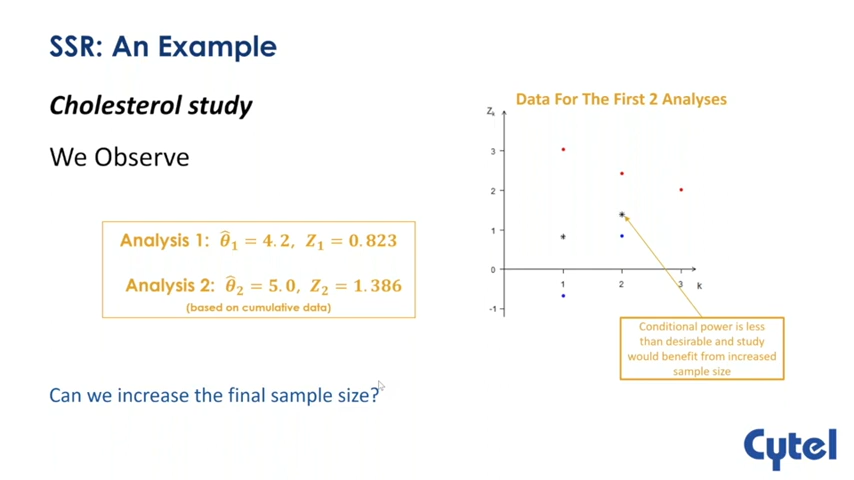 SSR: An Example
Cholesterol study
We Observe
Analysis 1: θ̂₁ = 4.2, Z₁ = 0.823
Analysis 2: θ̂₂ = 5.0, Z₂ = 1.386
(based on cumulative data)
Can we increase the final sample size?
Data For The First 2 Analyses
Zₖ
3
2
1
0
-1
1
2
3
k
Conditional power is less
than desirable and study
would benefit from increased
sample size
Cytel